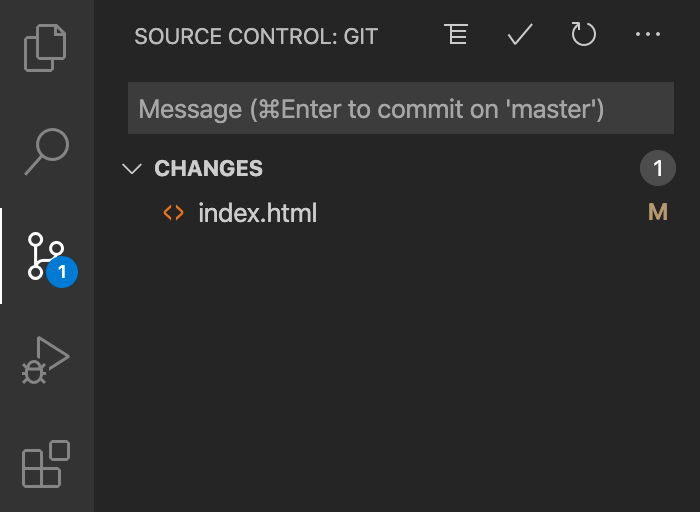 SOURCE CONTROL: GIT
Message (⌘Enter to commit on 'master')
CHANGES 1
index.html M
1